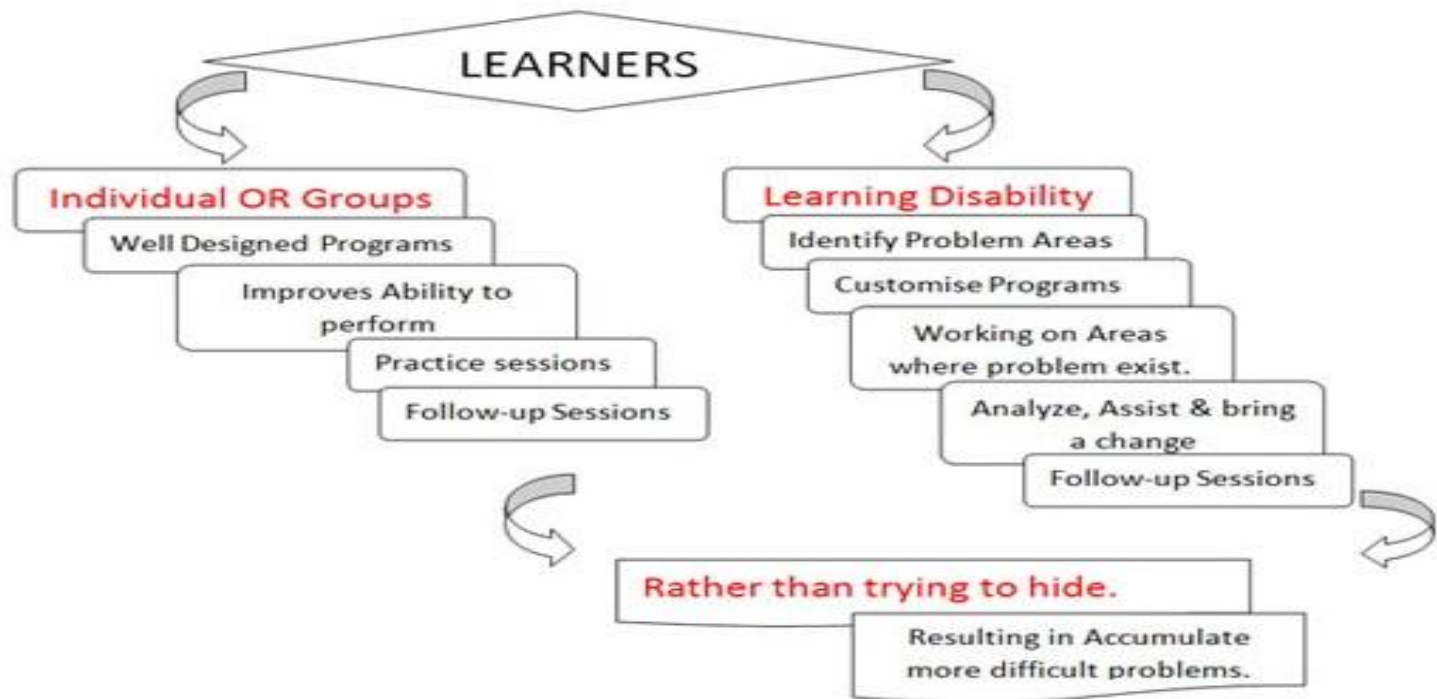 LEARNERS
Individual OR Groups
Well Designed Programs
Improves Ability to
perform
Practice sessions
Follow-up Sessions
Learning Disability
Identify Problem Areas
Customise Programs
Working on Areas
where problem exist.
Analyze, Assist & bring
a change
Follow-up Sessions
Rather than trying to hide.
Resulting in Accumulate
more difficult problems.